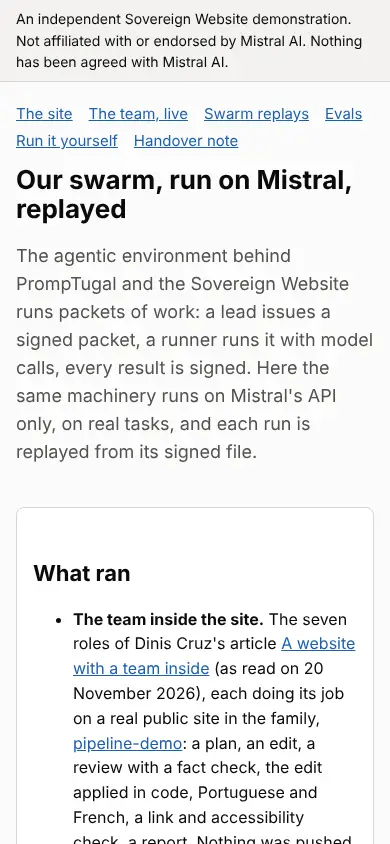 An independent Sovereign Website demonstration.
Not affiliated with or endorsed by Mistral AI. Nothing
has been agreed with Mistral AI.
The site The team, live Swarm replays Evals
Run it yourself Handover note
Our swarm, run on Mistral,
replayed
The agentic environment behind
PrompTugal and the Sovereign Website
runs packets of work: a lead issues a
signed packet, a runner runs it with model
calls, every result is signed. Here the
same machinery runs on Mistral's API
only, on real tasks, and each run is
replayed from its signed file.
What ran
• The team inside the site. The seven
roles of Dinis Cruz's article A website
with a team inside (as read on 20
November 2026), each doing its job
on a real public site in the family,
pipeline-demo: a plan, an edit, a
review with a fact check, the edit
applied in code, Portuguese and
French, a link and accessibility
check, a report. Nothing was pushed